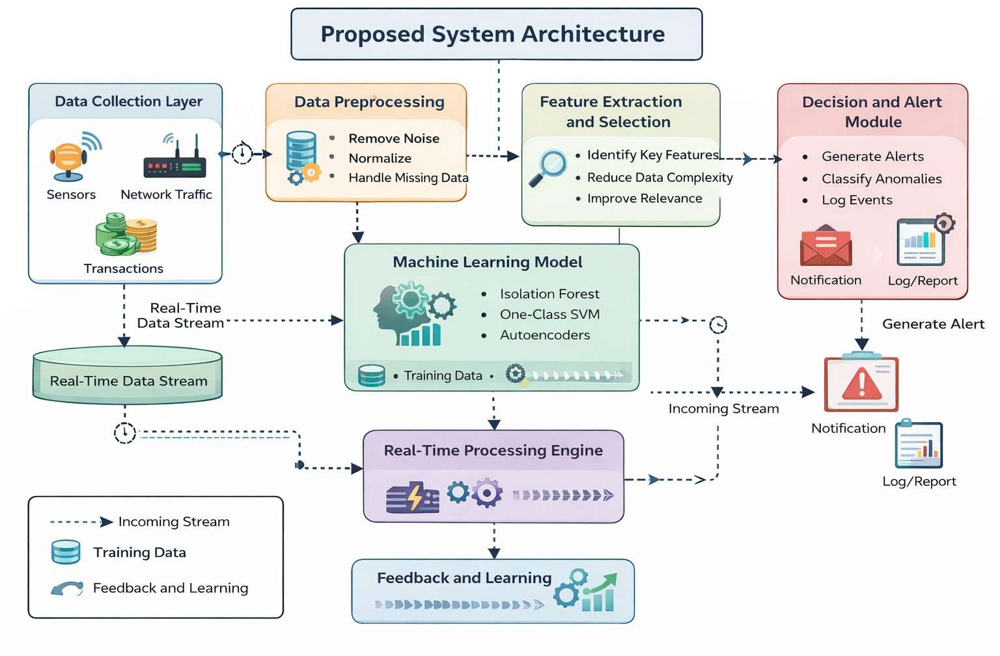 Proposed System Architecture
Data Collection Layer
Sensors
Network Traffic
Transactions
Data Preprocessing
• Remove Noise
• Normalize
• Handle Missing Data
Feature Extraction
and Selection
• Identify Key Features
• Reduce Data Complexity
• Improve Relevance
Decision and Alert
Module
• Generate Alerts
• Classify Anomalies
• Log Events
Notification
Log/Report
Real-Time
Data Stream
Machine Learning Model
• Isolation Forest
• One-Class SVM
• Autoencoders
• Training Data •
Generate Alert
Real-Time Data Stream
Incoming Stream
Notification
Log/Report
Real-Time Processing Engine
Incoming Stream
Training Data
Feedback and Learning
Feedback and Learning